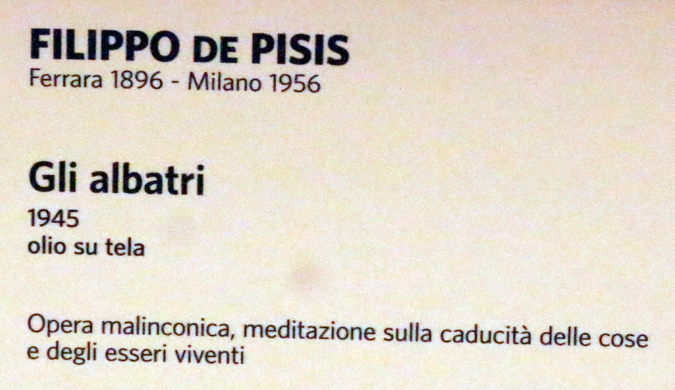 FILIPPO DE PISIS
Ferrara 1896 - Milano 1956
Gli albatri
1945
olio su tela
Opera malinconica, meditazione sulla caducità delle cose
e degli esseri viventi